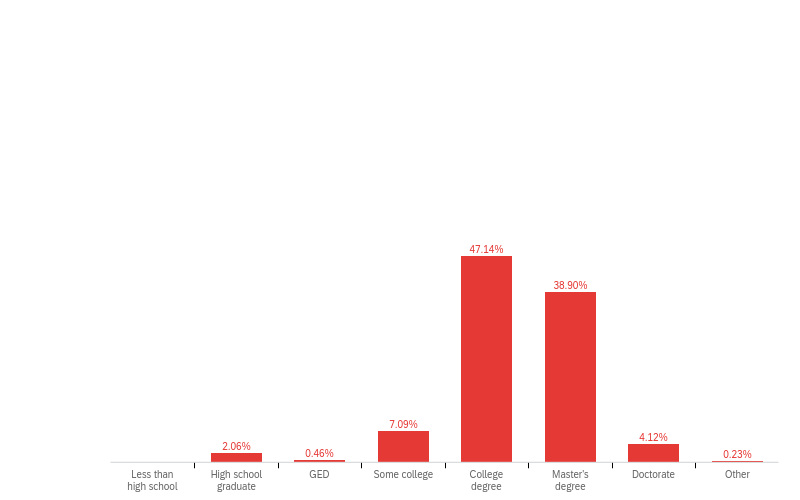 47.14%
38.90%
7.09%
4.12%
2.06%
0.46%
0.23%
Less than
high school
High school
graduate
GED
Some college
College
degree
Master's
degree
Doctorate
Other